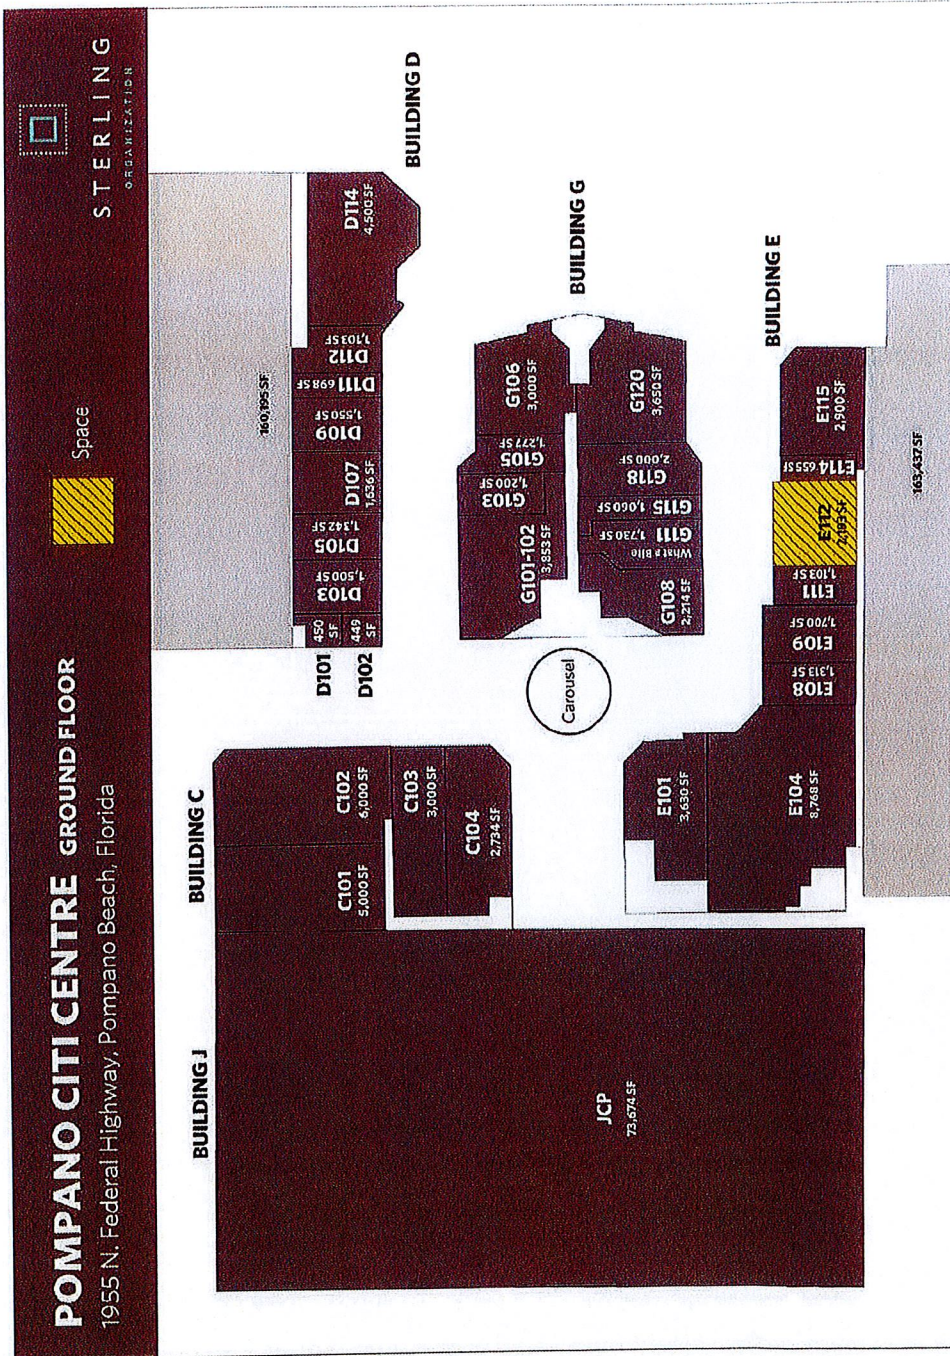 POMPANO CITI CENTRE GROUND FLOOR
1955 N. Federal Highway, Pompano Beach, Florida
Space
STERLING
ORGANIZATION
BUILDING J
JCP
73,674 SF
BUILDING C
C101
5,000 SF
C102
6,000 SF
C103
3,000 SF
C104
2,734 SF
160,195 SF
D101
450
SF
D102
449
SF
D103
1,500 SF
D105
1,342 SF
D107
1,636 SF
D109
1,550 SF
D111 698 SF
D112
1,103 SF
D114
4,500 SF
BUILDING D
Carousel
G101-102
3,853 SF
G103
1,200 SF
G105
1,277 SF
G106
3,000 SF
BUILDING G
G108
2,214 SF
G111 1,730 SF
What a Bite
G115 1,060 SF
G118
2,000 SF
G120
3,650 SF
E101
3,630 SF
E104
8,768 SF
E108
1,313 SF
E109
1,700 SF
E111
1,103 SF
E112
E114 655 SF
E115
2,900 SF
BUILDING E
163,437 SF